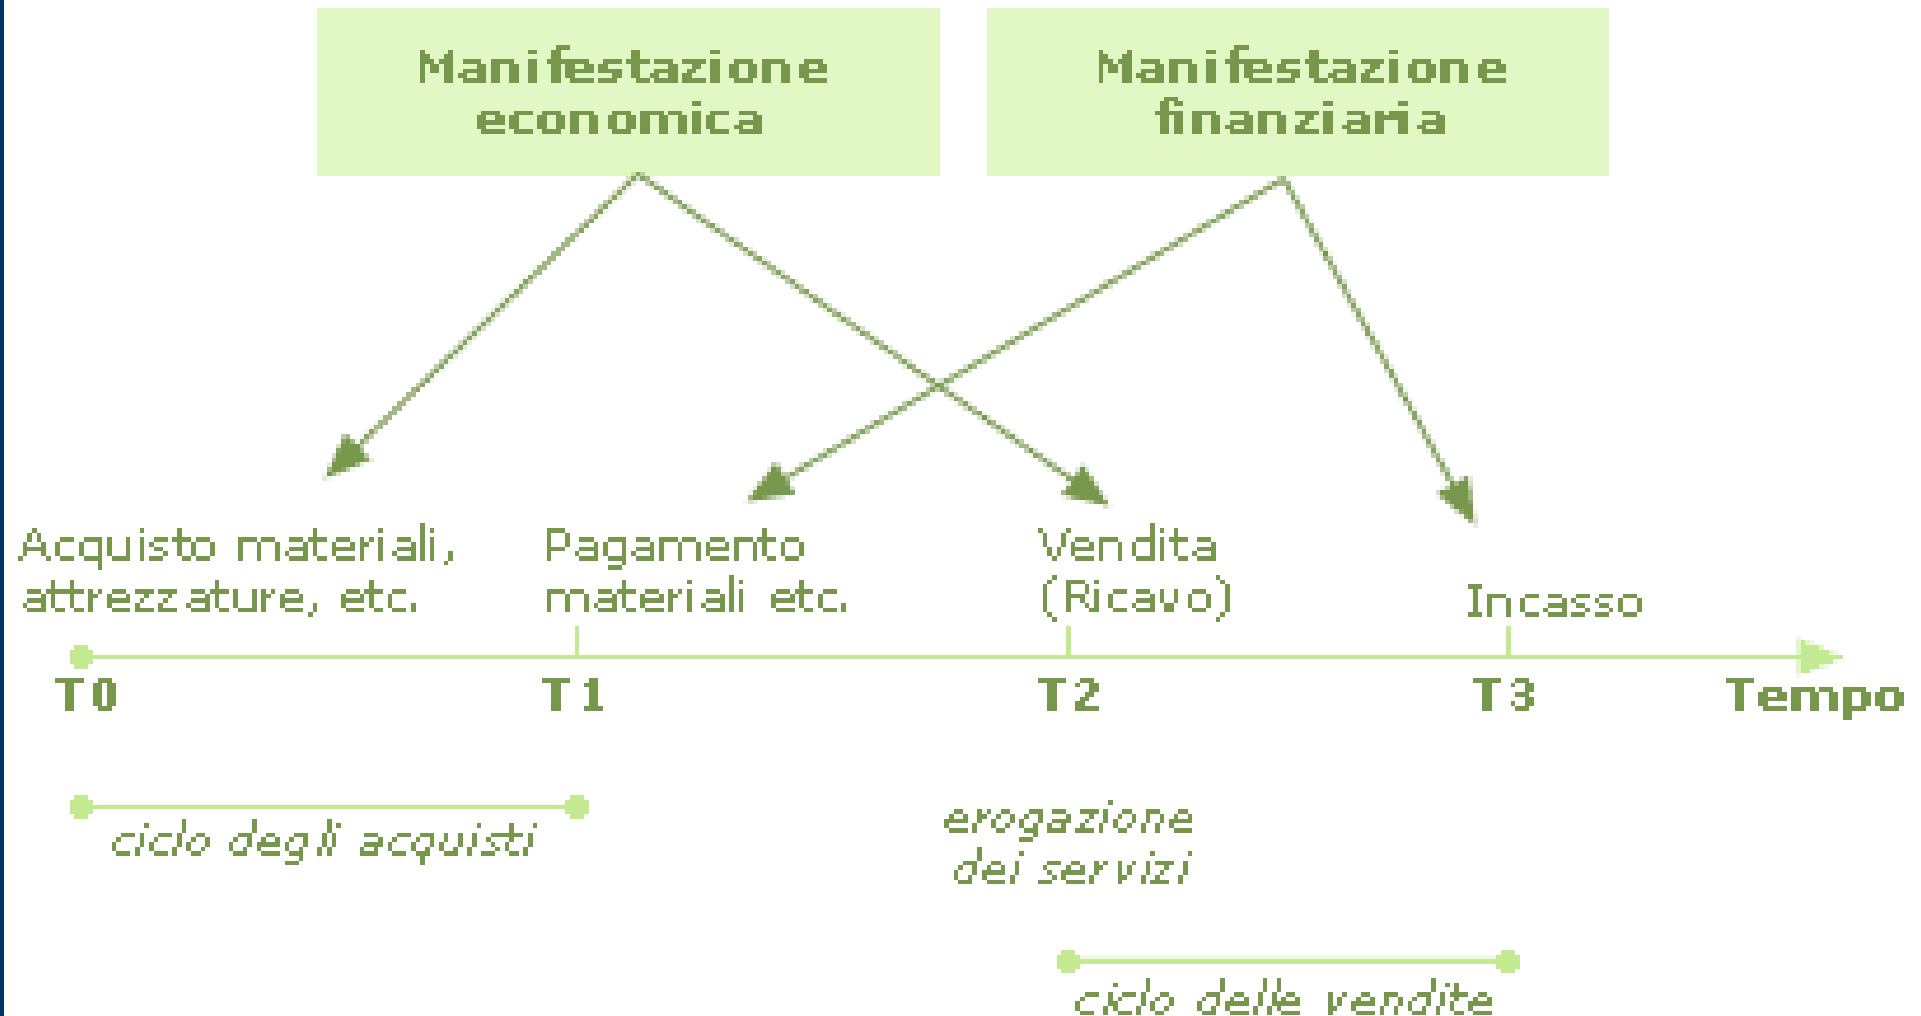 Manifestazione
economica
Manifestazione
finanziaria
Acquisto materiali,
attrezzature, etc.
Pagamento
materiali etc.
Vendita
(Ricavo)
Incasso
T0
T1
T2
T3
Tempo
ciclo degli acquisti
erogazione
dei servizi
ciclo delle vendite